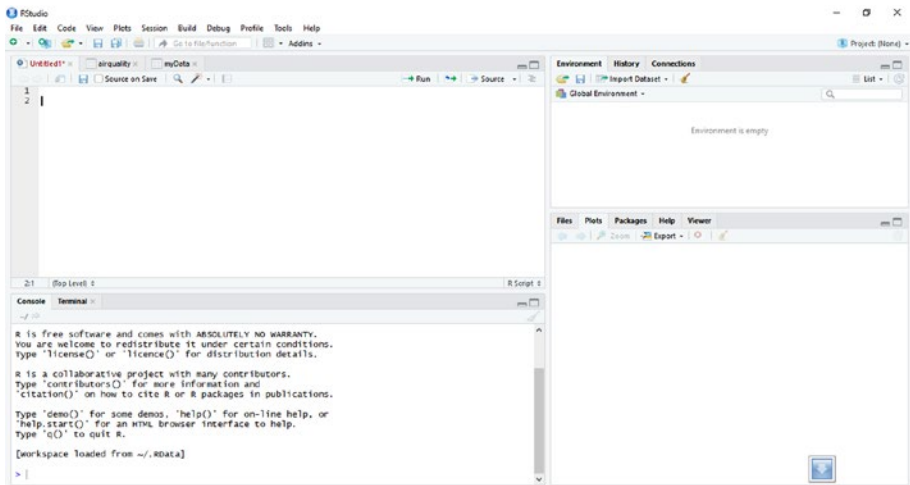 RStudio
File Edit Code View Plots Session Build Debug Profile Tools Help
Go to file/function Addins
Project: (None)
Untitled1* airquality myData
Source on Save Run Source
1
2
2:1 (Top Level) R Script
Console Terminal
~/
R is free software and comes with ABSOLUTELY NO WARRANTY.
You are welcome to redistribute it under certain conditions.
Type 'license()' or 'licence()' for distribution details.
R is a collaborative project with many contributors.
Type 'contributors()' for more information and
'citation()' on how to cite R or R packages in publications.
Type 'demo()' for some demos, 'help()' for on-line help, or
'help.start()' for an HTML browser interface to help.
Type 'q()' to quit R.
[Workspace loaded from ~/.RData]
>
Environment History Connections
Import Dataset List
Global Environment
Environment is empty
Files Plots Packages Help Viewer
Zoom Export